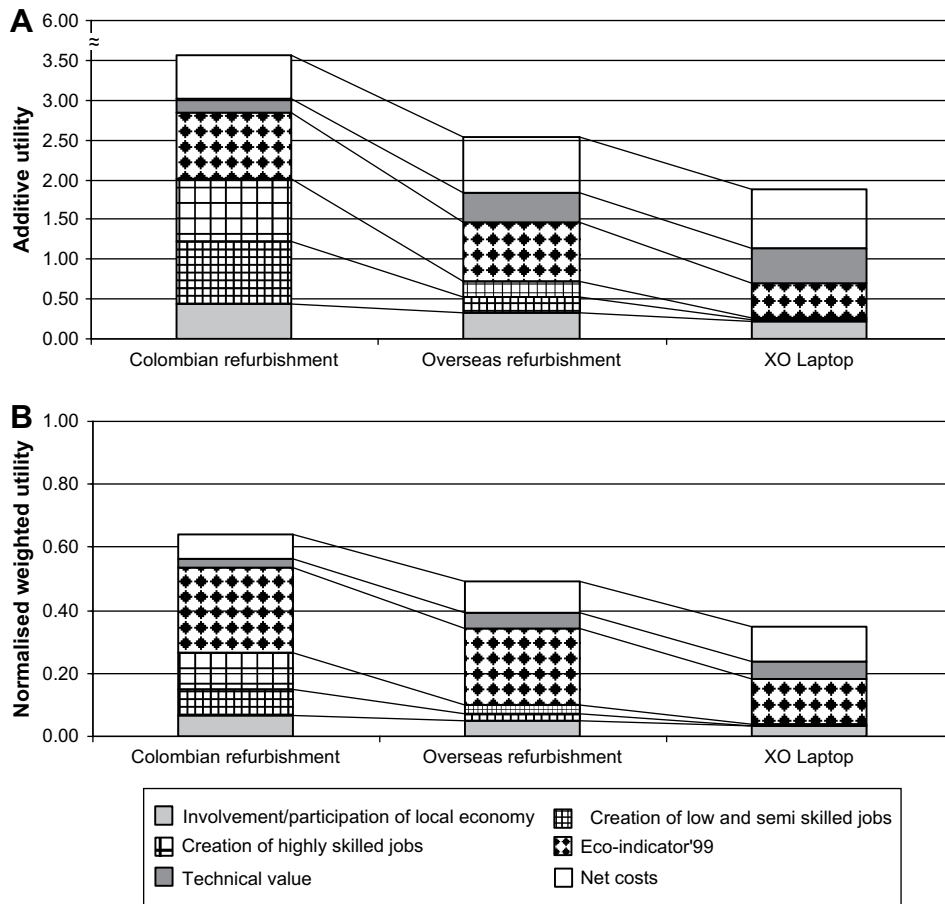 A
Additive utility
6.00
≈
3.50
3.00
2.50
2.00
1.50
1.00
0.50
0.00
Colombian refurbishment Overseas refurbishment XO Laptop
B
Normalised weighted utility
1.00
0.80
0.60
0.40
0.20
0.00
Colombian refurbishment Overseas refurbishment XO Laptop
Involvement/participation of local economy Creation of low and semi skilled jobs
Creation of highly skilled jobs Eco-indicator'99
Technical value Net costs